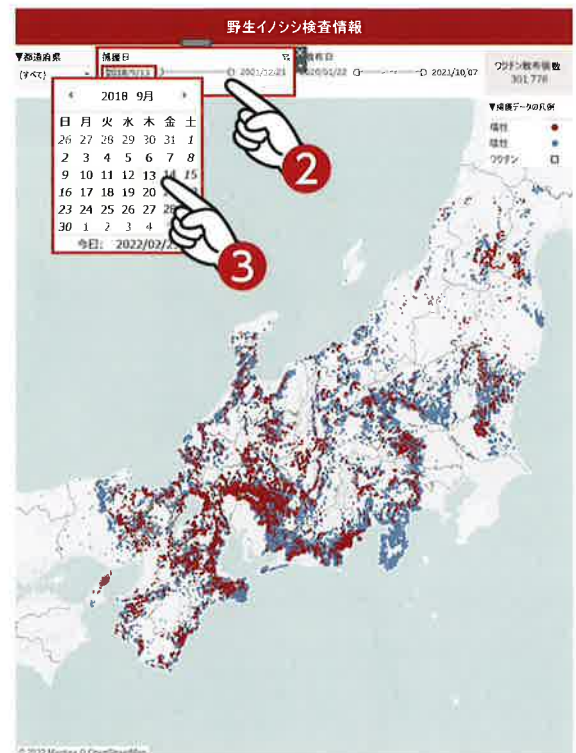 野生イノシシ検査情報
▼都道府県
捕獲日
散布日
ワクチン散布個数
301,778
(すべて)
2018/9/13
2021/12/21
2020/01/22
2021/10/07
2
▼捕獲データの凡例
陽性
陰性
ワクチン
2018 9月
日 月 火 水 木 金 土
26 27 28 29 30 31 1
2 3 4 5 6 7 8
9 10 11 12 13 14 15
16 17 18 19 20
23 24 25 26 27 28
30 1 2 3 4
今日: 2022/02/2
3
© 2022 Mapbox © OpenStreetMap